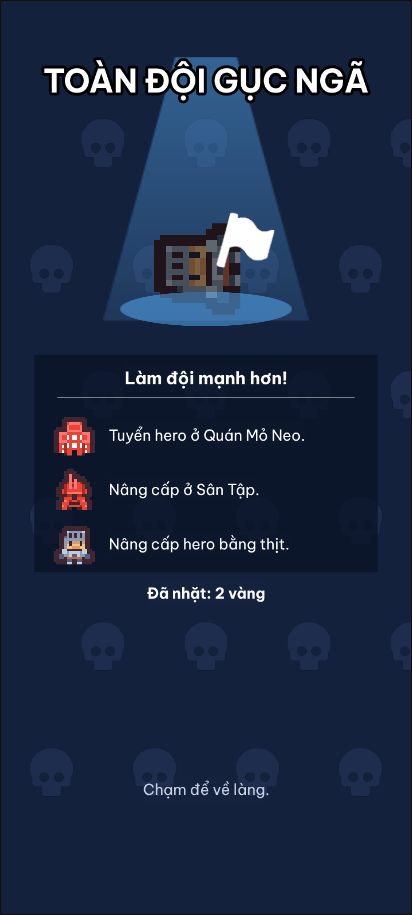 TOÀN ĐỘI GỤC NGÃ
Làm đội mạnh hơn!
Tuyển hero ở Quán Mỏ Neo.
Nâng cấp ở Sân Tập.
Nâng cấp hero bằng thịt.
Đã nhặt: 2 vàng
Chạm để về làng.